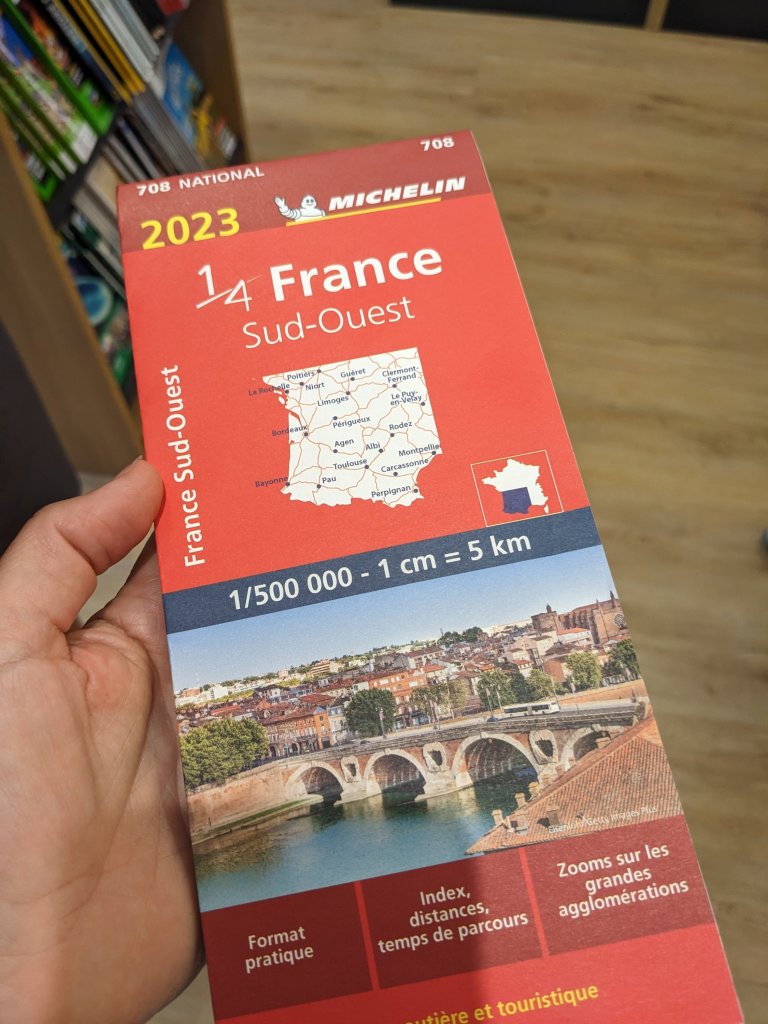 708 NATIONAL
708
2023
MICHELIN
1/4 France
Sud-Ouest
France Sud-Ouest
Poitiers
Guéret
Clermont-
Ferrand
La Rochelle
Niort
Limoges
Le Puy-
en-Velay
Périgueux
Bordeaux
Rodez
Agen
Albi
Montpellier
Toulouse
Carcassonne
Bayonne
Pau
Perpignan
1/500 000 - 1 cm = 5 km
Getty Images Plus
Format
pratique
Index,
distances,
temps de parcours
Zooms sur les
grandes
agglomérations
et touristique